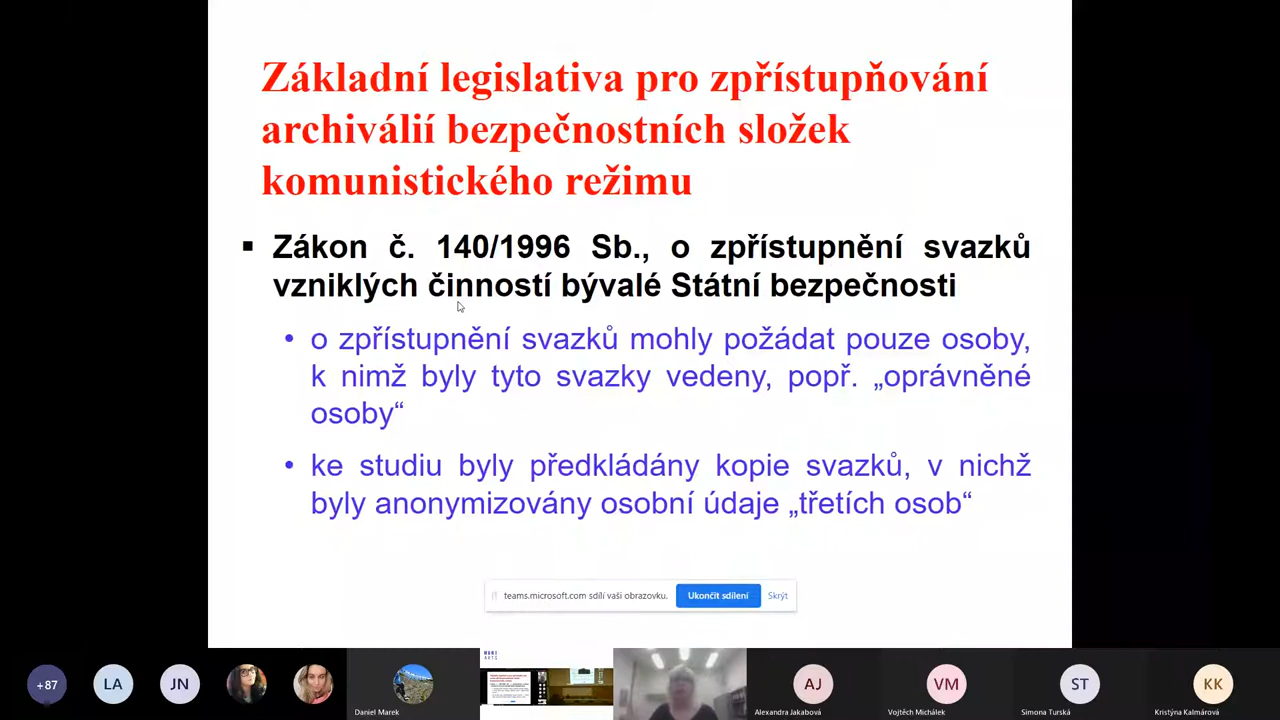 Základní legislativa pro zpřístupňování
archiválií bezpečnostních složek
komunistického režimu
▪ Zákon č. 140/1996 Sb., o zpřístupnění svazků
vzniklých činností bývalé Státní bezpečnosti
• o zpřístupnění svazků mohly požádat pouze osoby,
k nimž byly tyto svazky vedeny, popř. „oprávněné
osoby“
• ke studiu byly předkládány kopie svazků, v nichž
byly anonymizovány osobní údaje „třetích osob“
teams.microsoft.com sdílí vaši obrazovku.
Ukončit sdílení
Skrýt
+87
LA
JN
Daniel Marek
MUNI
ARTS
AJ
Alexandra Jakabová
VM
Vojtěch Michálek
ST
Simona Turská
KK
Kristýna Kalmárová